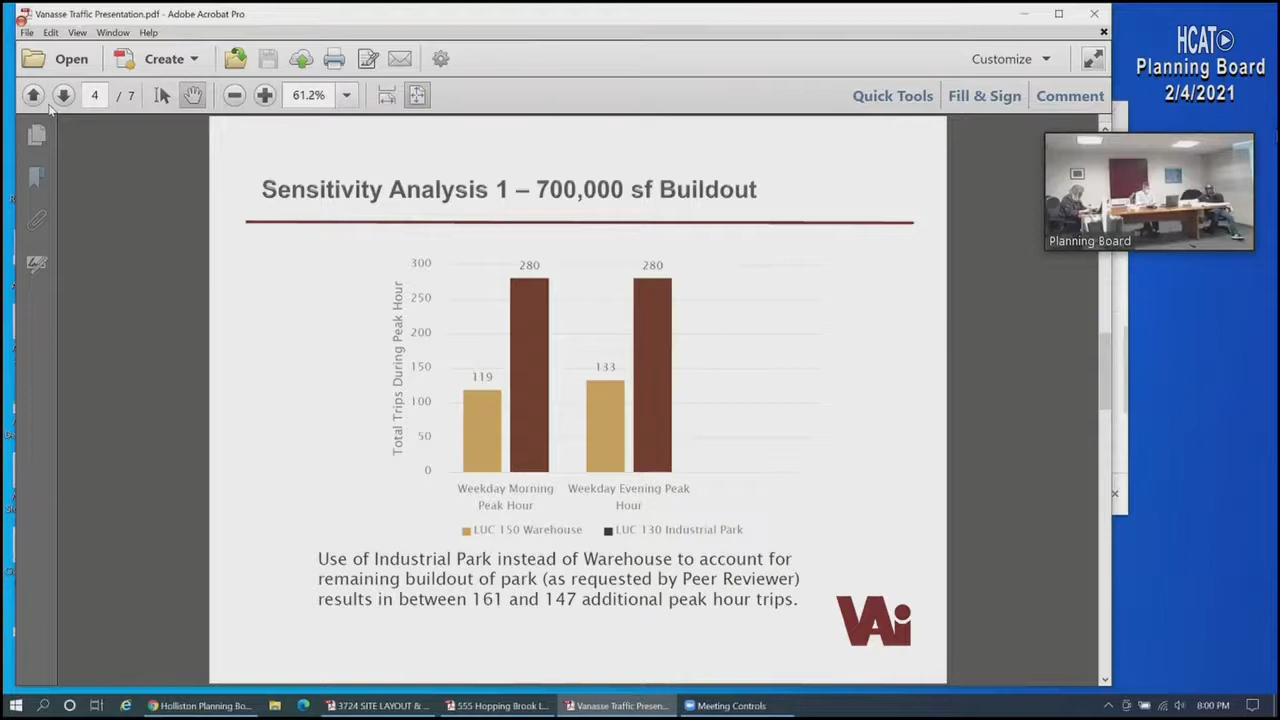 Vanasse Traffic Presentation.pdf - Adobe Acrobat Pro
File Edit View Window Help
Open Create Customize
4 / 7 61.2% Quick Tools Fill & Sign Comment
HCAT
Planning Board
2/4/2021
Planning Board
Sensitivity Analysis 1 – 700,000 sf Buildout
Total Trips During Peak Hour
300
250
200
150
100
50
0
119
280
133
280
Weekday Morning
Peak Hour
Weekday Evening Peak
Hour
LUC 150 Warehouse LUC 130 Industrial Park
Use of Industrial Park instead of Warehouse to account for
remaining buildout of park (as requested by Peer Reviewer)
results in between 161 and 147 additional peak hour trips.
VAi
Holliston Planning Bo... 3724 SITE LAYOUT & ... 555 Hopping Brook L... Vanasse Traffic Presen... Meeting Controls 8:00 PM